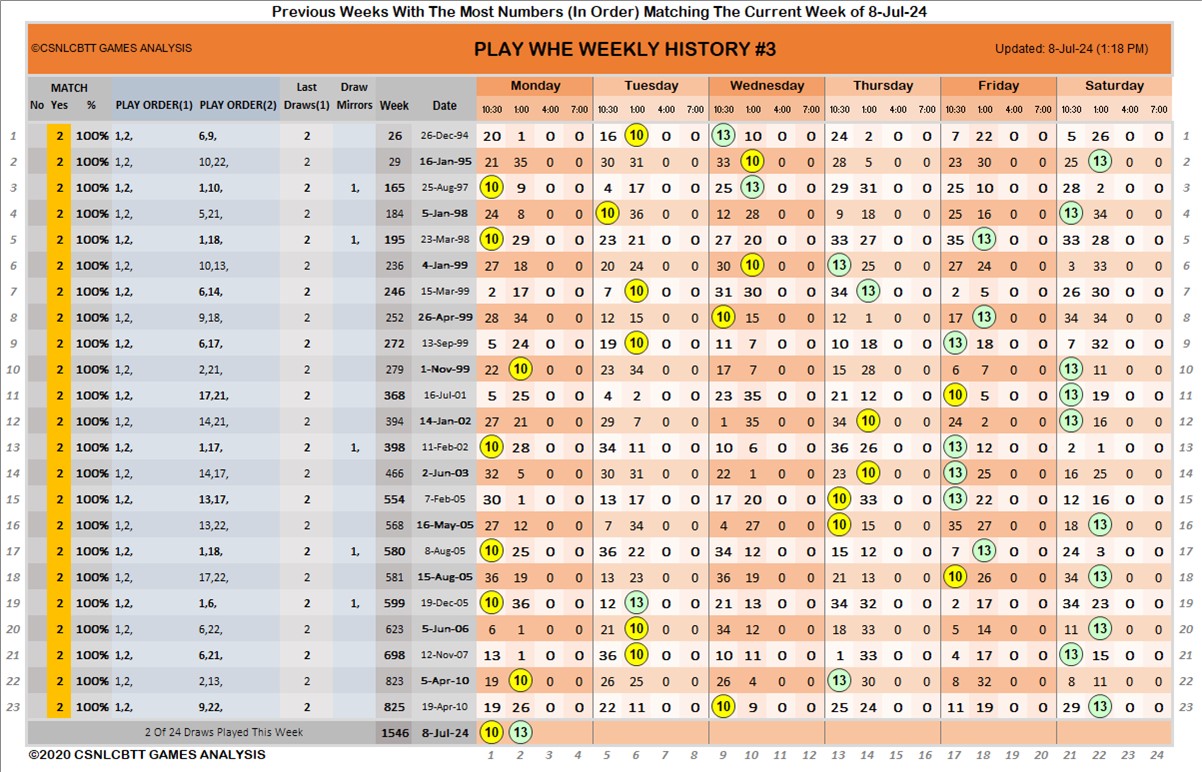 Previous Weeks With The Most Numbers (In Order) Matching The Current Week of 8-Jul-24
©CSNLCBTT GAMES ANALYSIS PLAY WHE WEEKLY HISTORY #3 Updated: 8-Jul-24 (1:18 PM)
MATCH Last Draw Monday Tuesday Wednesday Thursday Friday Saturday
No Yes % PLAY ORDER(1) PLAY ORDER(2) Draws(1) Mirrors Week Date 10:30 1:00 4:00 7:00 10:30 1:00 4:00 7:00 10:30 1:00 4:00 7:00 10:30 1:00 4:00 7:00 10:30 1:00 4:00 7:00 10:30 1:00 4:00 7:00
1 2 100% 1,2, 6,9, 2 26 26-Dec-94 20 1 0 0 16 10 0 0 13 10 0 0 24 2 0 0 7 22 0 0 5 26 0 0 1
2 2 100% 1,2, 10,22, 2 29 16-Jan-95 21 35 0 0 30 31 0 0 33 10 0 0 28 5 0 0 23 30 0 0 25 13 0 0 2
3 2 100% 1,2, 1,10, 2 1, 165 25-Aug-97 10 9 0 0 4 17 0 0 25 13 0 0 29 31 0 0 25 10 0 0 28 2 0 0 3
4 2 100% 1,2, 5,21, 2 184 5-Jan-98 24 8 0 0 10 36 0 0 12 28 0 0 9 18 0 0 25 16 0 0 13 34 0 0 4
5 2 100% 1,2, 1,18, 2 1, 195 23-Mar-98 10 29 0 0 23 21 0 0 27 20 0 0 33 27 0 0 35 13 0 0 33 28 0 0 5
6 2 100% 1,2, 10,13, 2 236 4-Jan-99 27 18 0 0 20 24 0 0 30 10 0 0 13 25 0 0 27 24 0 0 3 33 0 0 6
7 2 100% 1,2, 6,14, 2 246 15-Mar-99 2 17 0 0 7 10 0 0 31 30 0 0 34 13 0 0 2 5 0 0 26 30 0 0 7
8 2 100% 1,2, 9,18, 2 252 26-Apr-99 28 34 0 0 12 15 0 0 10 15 0 0 12 1 0 0 17 13 0 0 34 34 0 0 8
9 2 100% 1,2, 6,17, 2 272 13-Sep-99 5 24 0 0 19 10 0 0 11 7 0 0 10 18 0 0 13 18 0 0 7 32 0 0 9
10 2 100% 1,2, 2,21, 2 279 1-Nov-99 22 10 0 0 23 34 0 0 17 7 0 0 15 28 0 0 6 7 0 0 13 11 0 0 10
11 2 100% 1,2, 17,21, 2 368 16-Jul-01 5 25 0 0 4 2 0 0 23 35 0 0 21 12 0 0 10 5 0 0 13 19 0 0 11
12 2 100% 1,2, 14,21, 2 394 14-Jan-02 27 21 0 0 29 7 0 0 1 35 0 0 34 10 0 0 24 2 0 0 13 16 0 0 12
13 2 100% 1,2, 1,17, 2 1, 398 11-Feb-02 10 28 0 0 34 11 0 0 10 6 0 0 36 26 0 0 13 12 0 0 2 1 0 0 13
14 2 100% 1,2, 14,17, 2 466 2-Jun-03 32 5 0 0 30 31 0 0 22 1 0 0 23 10 0 0 13 25 0 0 16 25 0 0 14
15 2 100% 1,2, 13,17, 2 554 7-Feb-05 30 1 0 0 13 17 0 0 17 20 0 0 10 33 0 0 13 22 0 0 12 16 0 0 15
16 2 100% 1,2, 13,22, 2 568 16-May-05 27 12 0 0 7 34 0 0 4 27 0 0 10 15 0 0 35 27 0 0 18 13 0 0 16
17 2 100% 1,2, 1,18, 2 1, 580 8-Aug-05 10 25 0 0 36 22 0 0 34 12 0 0 15 12 0 0 7 13 0 0 24 3 0 0 17
18 2 100% 1,2, 17,22, 2 581 15-Aug-05 36 19 0 0 13 23 0 0 36 19 0 0 21 13 0 0 10 26 0 0 34 13 0 0 18
19 2 100% 1,2, 1,6, 2 1, 599 19-Dec-05 10 36 0 0 12 13 0 0 21 13 0 0 34 32 0 0 2 17 0 0 34 23 0 0 19
20 2 100% 1,2, 6,22, 2 623 5-Jun-06 6 1 0 0 21 10 0 0 34 12 0 0 18 33 0 0 5 14 0 0 11 13 0 0 20
21 2 100% 1,2, 6,21, 2 698 12-Nov-07 13 1 0 0 36 10 0 0 10 11 0 0 1 33 0 0 4 17 0 0 13 15 0 0 21
22 2 100% 1,2, 2,13, 2 823 5-Apr-10 19 10 0 0 26 25 0 0 26 4 0 0 13 30 0 0 8 32 0 0 8 11 0 0 22
23 2 100% 1,2, 9,22, 2 825 19-Apr-10 19 26 0 0 22 11 0 0 10 9 0 0 25 24 0 0 11 19 0 0 29 13 0 0 23
2 Of 24 Draws Played This Week 1546 8-Jul-24 10 13
©2020 CSNLCBTT GAMES ANALYSIS 1 2 3 4 5 6 7 8 9 10 11 12 13 14 15 16 17 18 19 20 21 22 23 24